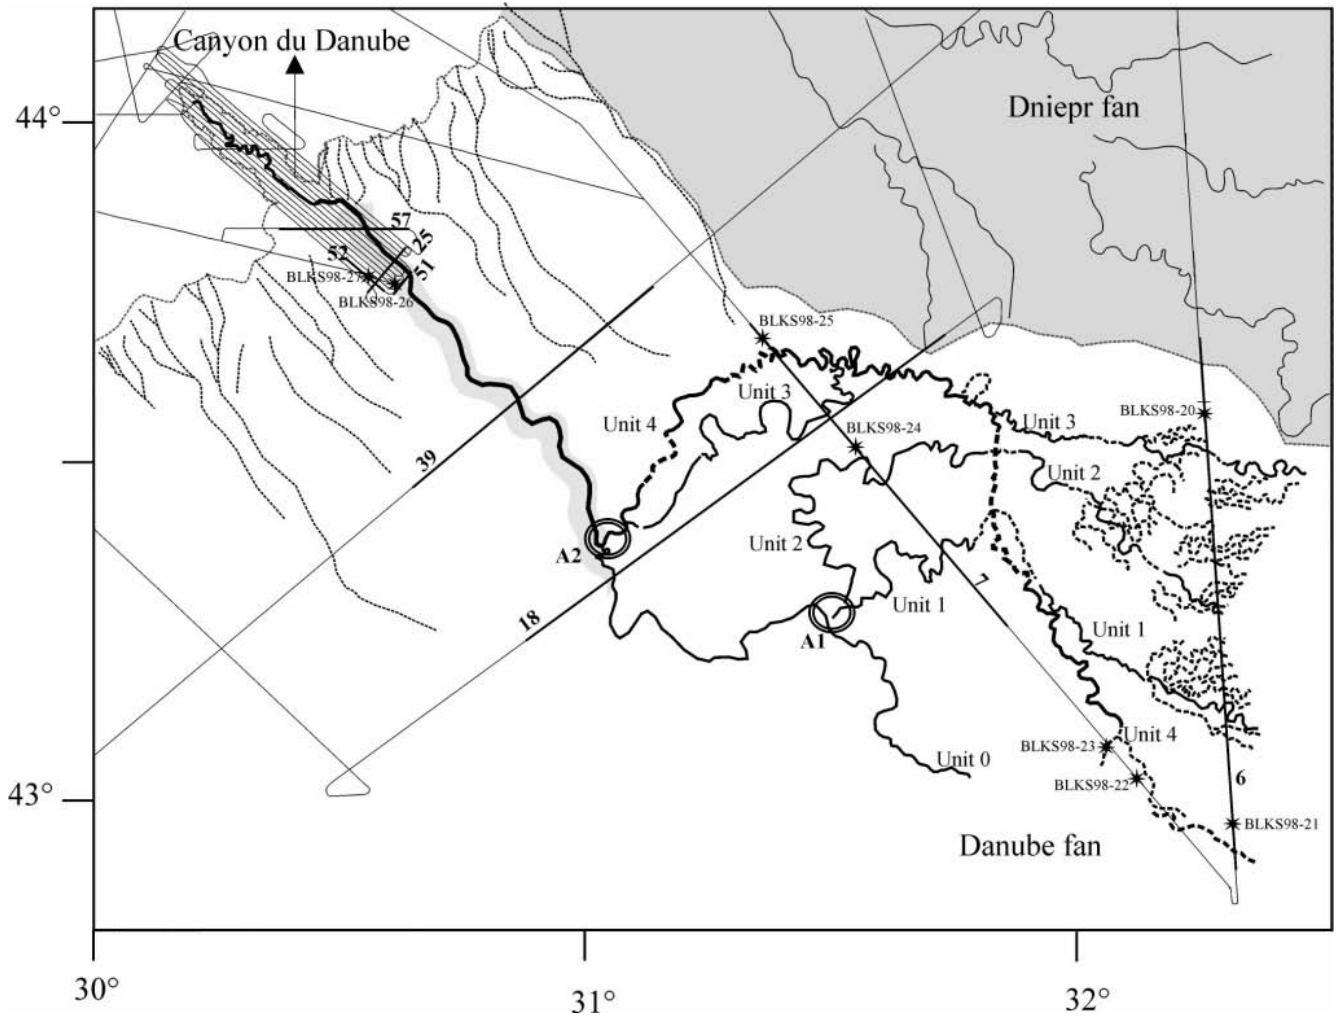 Canyon du Danube
44°
Dniepr fan
57
25
52
51
BLKS98-27
BLKS98-26
BLKS98-25
Unit 3
BLKS98-20
Unit 4
Unit 3
BLKS98-24
39
Unit 2
Unit 2
A2
7
Unit 1
18
A1
Unit 1
Unit 4
BLKS98-23
Unit 0
6
BLKS98-22
43°
BLKS98-21
Danube fan
30°
31°
32°